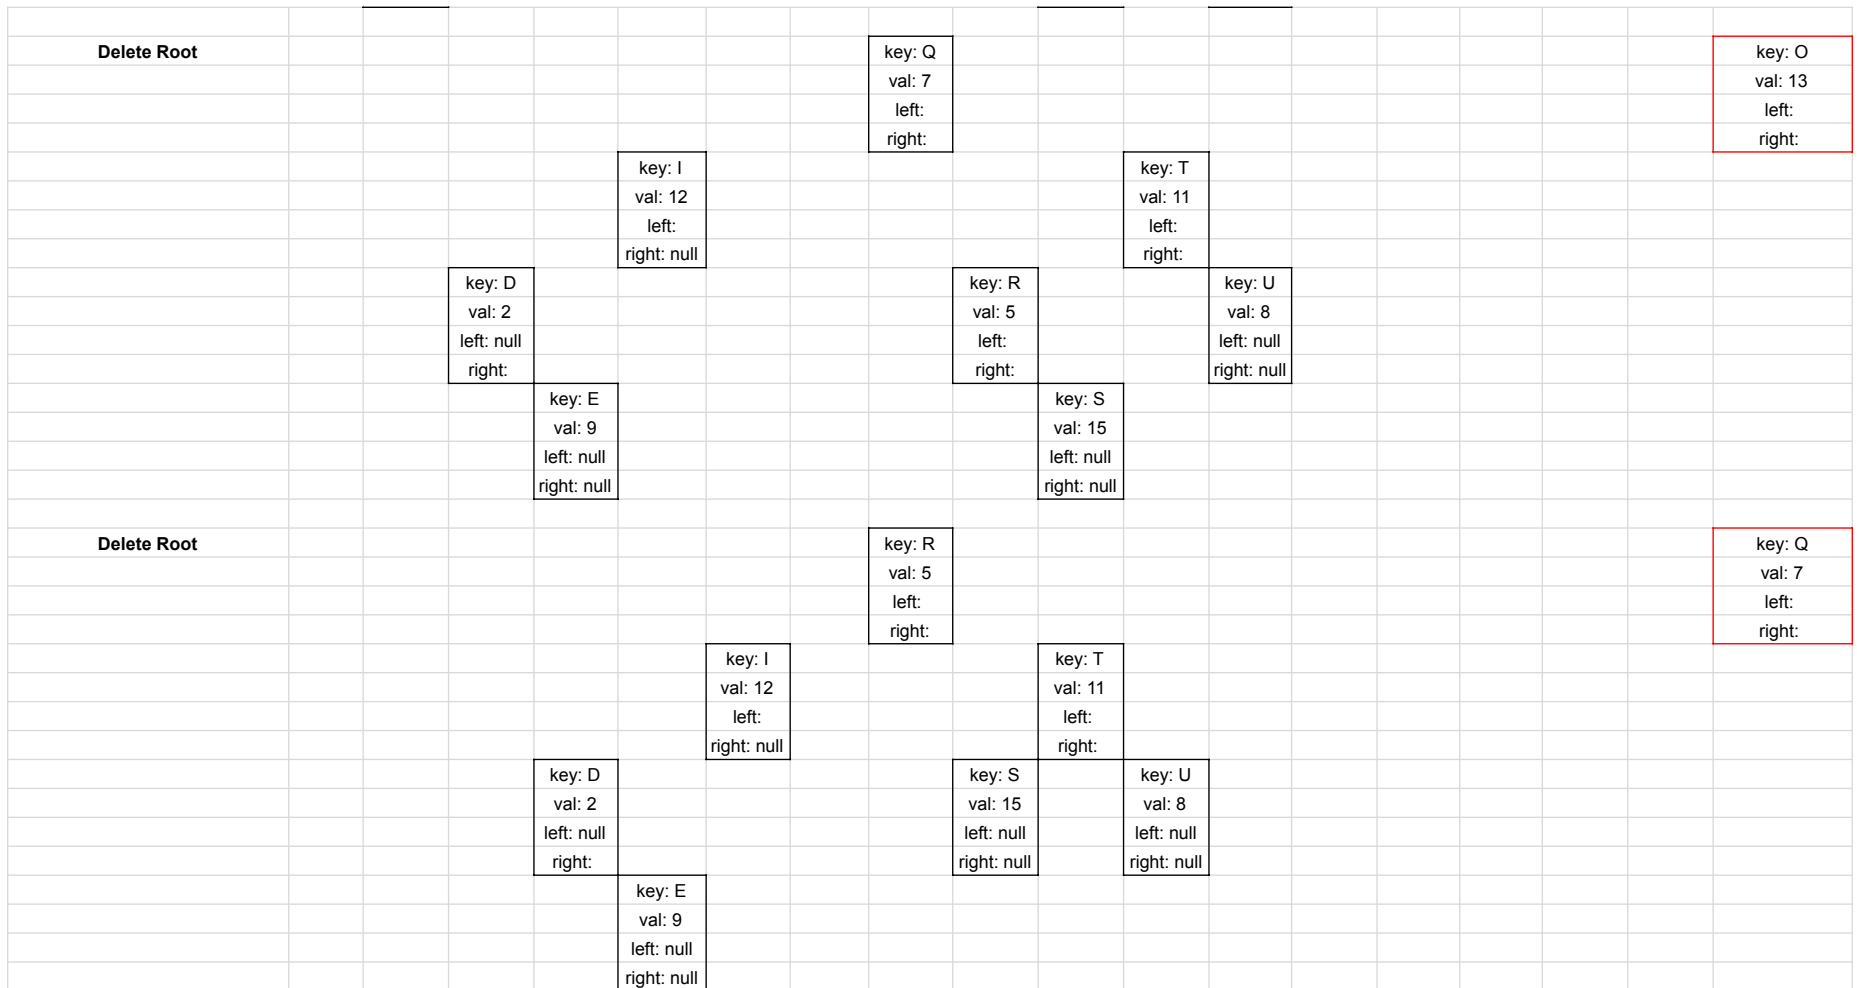 Delete Root
key: Q
val: 7
left:
right:
key: O
val: 13
left:
right:
key: I
val: 12
left:
right: null
key: T
val: 11
left:
right:
key: D
val: 2
left: null
right:
key: R
val: 5
left:
right:
key: U
val: 8
left: null
right: null
key: E
val: 9
left: null
right: null
key: S
val: 15
left: null
right: null
Delete Root
key: R
val: 5
left:
right:
key: Q
val: 7
left:
right:
key: I
val: 12
left:
right: null
key: T
val: 11
left:
right:
key: D
val: 2
left: null
right:
key: S
val: 15
left: null
right: null
key: U
val: 8
left: null
right: null
key: E
val: 9
left: null
right: null